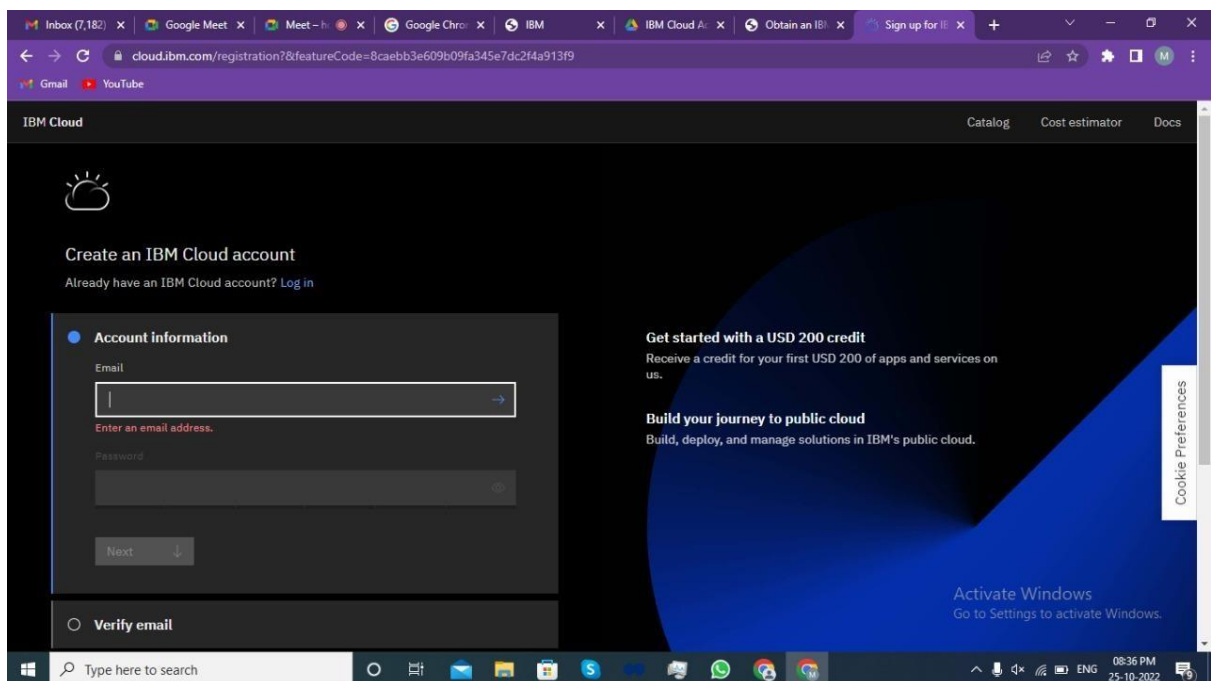 Inbox (7,182)
Google Meet
Meet – h
Google Chro
IBM
IBM Cloud Ac
Obtain an IBM
Sign up for IB
cloud.ibm.com/registration?&featureCode=8caebb3e609b09fa345e7dc2f4a913f9
M
Gmail
YouTube
IBM Cloud
Catalog
Cost estimator
Docs
Create an IBM Cloud account
Already have an IBM Cloud account? Log in
Account information
Email
Enter an email address.
Password
Next
Verify email
Get started with a USD 200 credit
Receive a credit for your first USD 200 of apps and services on
us.
Build your journey to public cloud
Build, deploy, and manage solutions in IBM's public cloud.
Cookie Preferences
Activate Windows
Go to Settings to activate Windows.
Type here to search
ENG
08:36 PM
25-10-2022